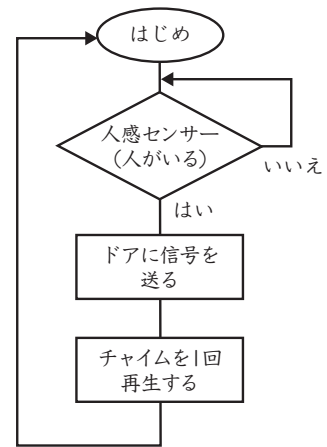 はじめ
人感センサー
(人がいる)
いいえ
はい
ドアに信号を
送る
チャイムを1回
再生する